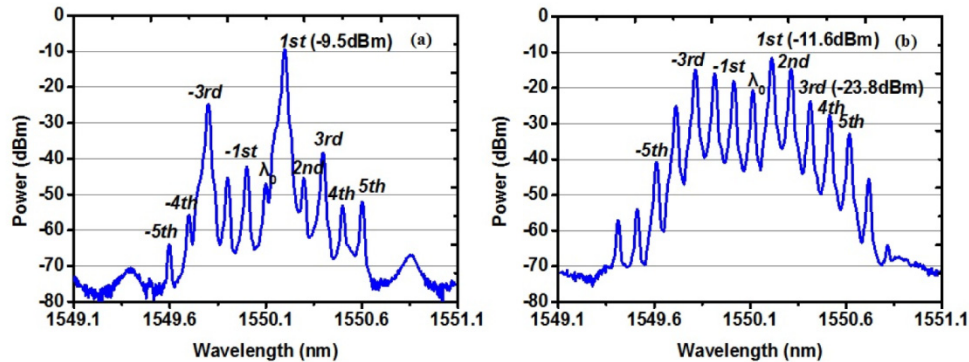 0
-10
-20
-30
-40
-50
-60
-70
-80
Power (dBm)
1st (-9.5dBm)
(a)
-3rd
-1st
λ0
2nd
3rd
-4th
4th
5th
-5th
1549.1
1549.6
1550.1
1550.6
1551.1
Wavelength (nm)
0
-10
-20
-30
-40
-50
-60
-70
-80
Power (dBm)
1st (-11.6dBm)
(b)
-3rd
-1st
2nd
λ0
3rd (-23.8dBm)
4th
5th
-5th
1549.1
1549.6
1550.1
1550.6
1551.1
Wavelength (nm)